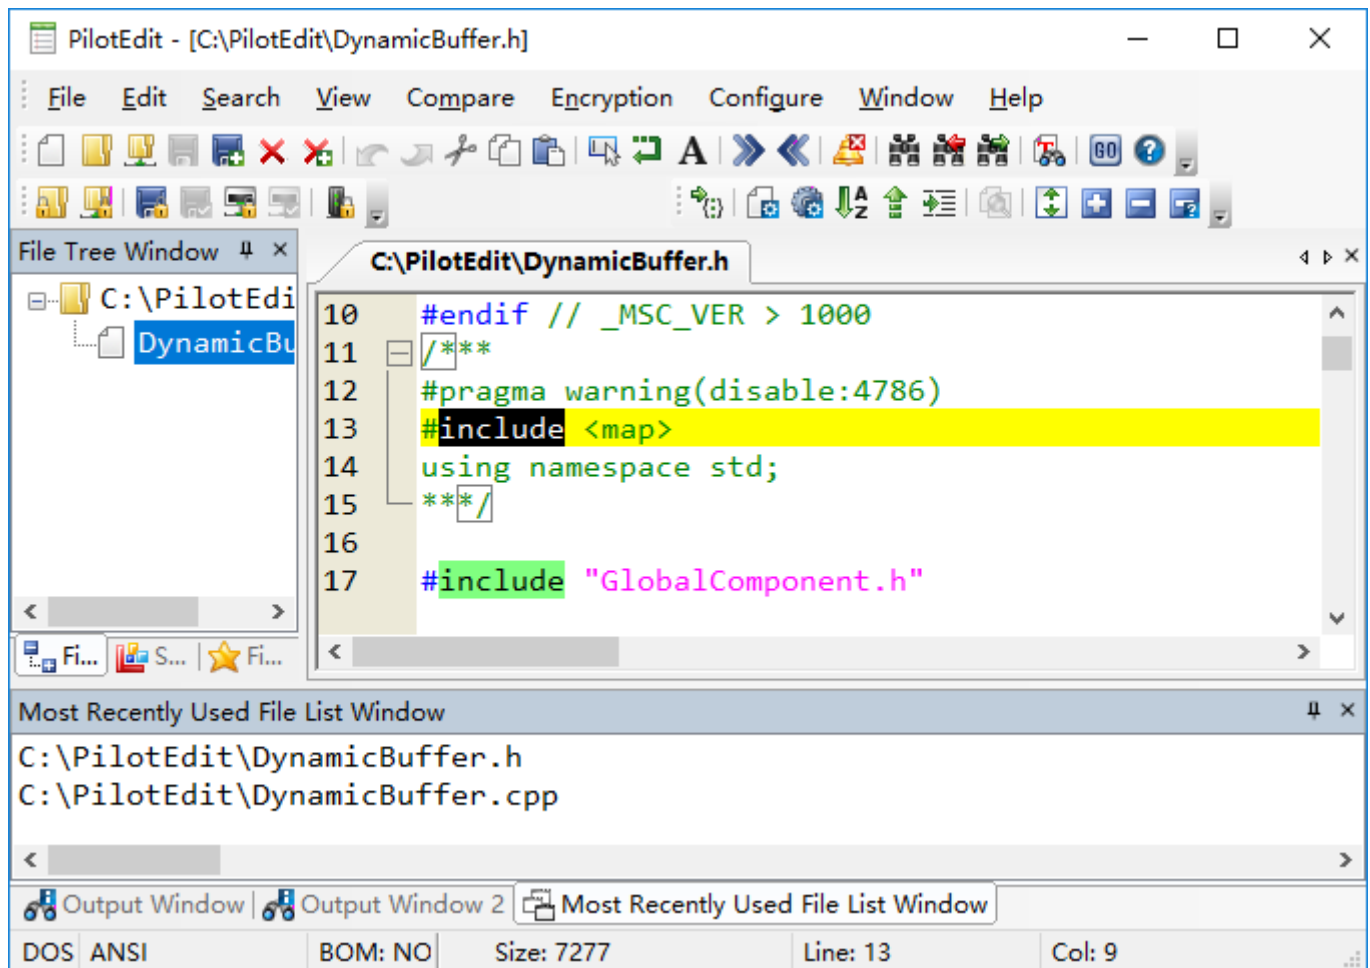 PilotEdit - [C:\PilotEdit\DynamicBuffer.h]
File Edit Search View Compare Encryption Configure Window Help
A GO ?
A Z
File Tree Window
C:\PilotEdi
DynamicBu
Fi... S... Fi...
C:\PilotEdit\DynamicBuffer.h
10 #endif // _MSC_VER > 1000
11 /***
12 #pragma warning(disable:4786)
13 #include <map>
14 using namespace std;
15 ***/
16
17 #include "GlobalComponent.h"
Most Recently Used File List Window
C:\PilotEdit\DynamicBuffer.h
C:\PilotEdit\DynamicBuffer.cpp
Output Window Output Window 2 Most Recently Used File List Window
DOS ANSI BOM: NO Size: 7277 Line: 13 Col: 9